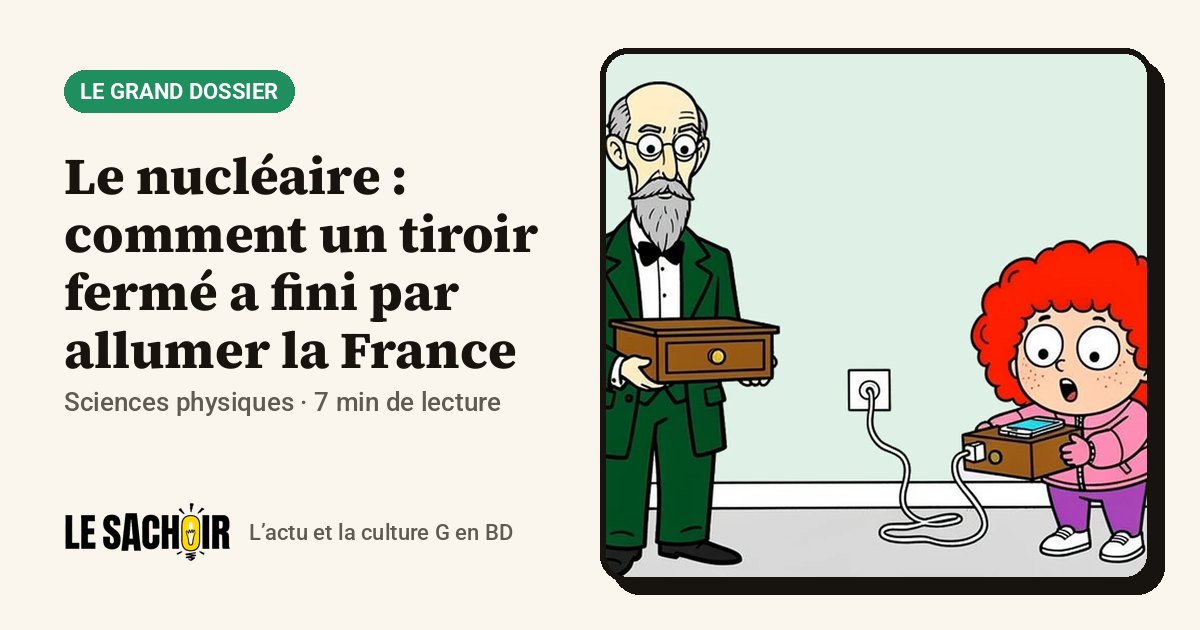 LE GRAND DOSSIER
Le nucléaire :
comment un tiroir
fermé a fini par
allumer la France
Sciences physiques · 7 min de lecture
LE SACHOIR
L’actu et la culture G en BD